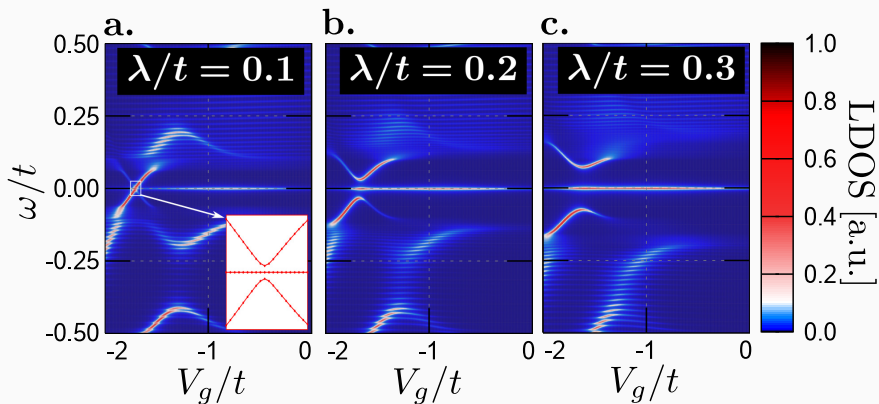 a.
b.
c.
λ/t = 0.1
λ/t = 0.2
λ/t = 0.3
0.50
0.25
0.00
-0.25
-0.50
ω/t
-2
-1
0
-2
-1
0
-2
-1
0
V_g/t
V_g/t
V_g/t
1.0
0.8
0.6
0.4
0.2
0.0
LDOS [a.u.]